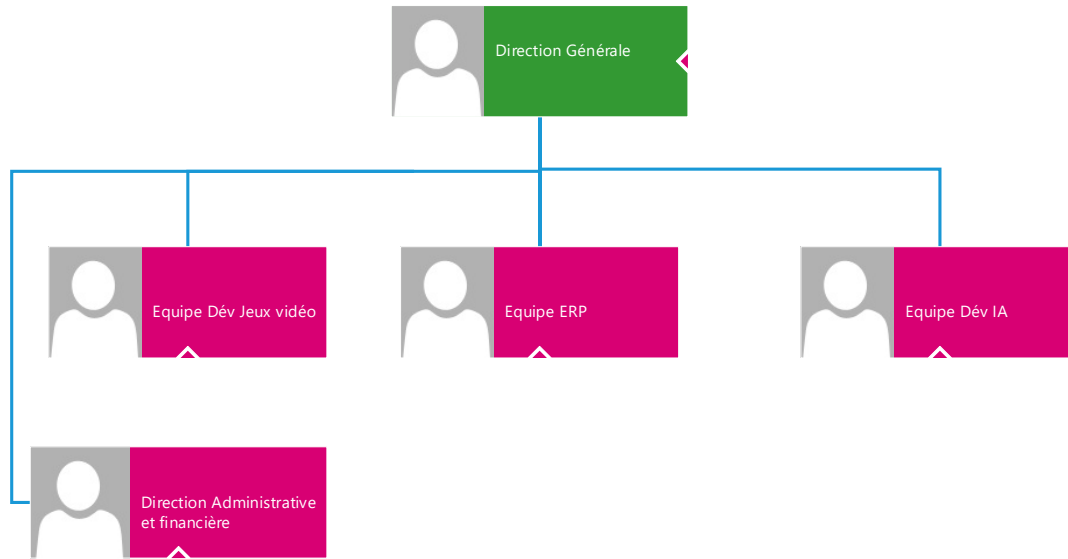 Direction Générale
Equipe Dév Jeux vidéo
Equipe ERP
Equipe Dév IA
Direction Administrative
et financière